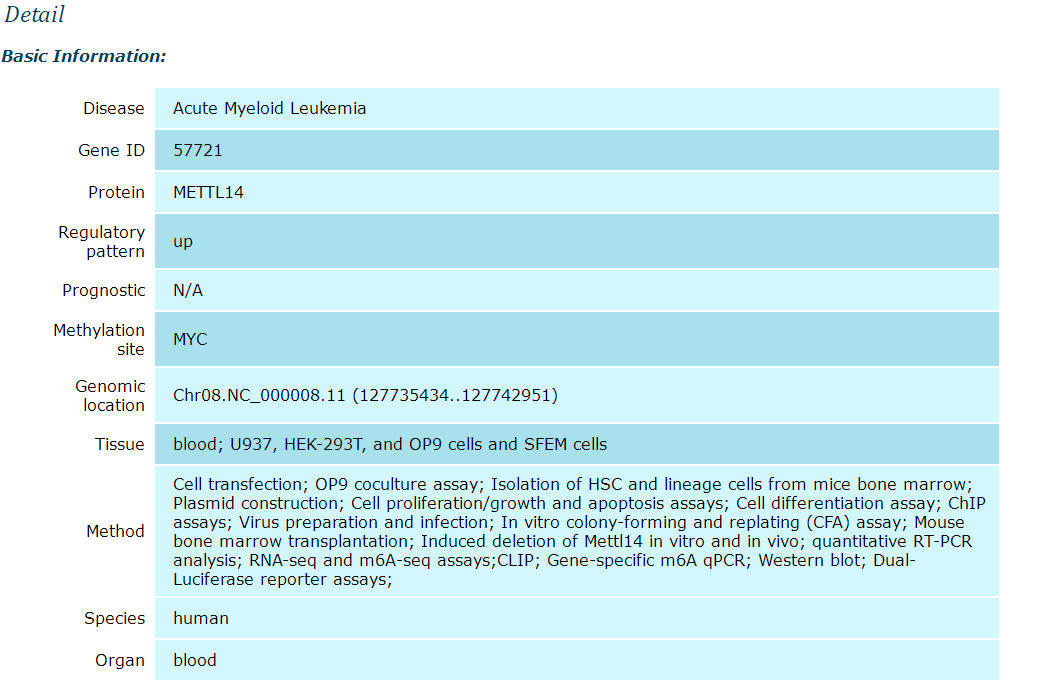 Detail
Basic Information:
Disease Acute Myeloid Leukemia
Gene ID 57721
Protein METTL14
Regulatory
pattern up
Prognostic N/A
Methylation
site MYC
Genomic
location Chr08.NC_000008.11 (127735434..127742951)
Tissue blood; U937, HEK-293T, and OP9 cells and SFEM cells
Method Cell transfection; OP9 coculture assay; Isolation of HSC and lineage cells from mice bone marrow;
Plasmid construction; Cell proliferation/growth and apoptosis assays; Cell differentiation assay; ChIP
assays; Virus preparation and infection; In vitro colony-forming and replating (CFA) assay; Mouse
bone marrow transplantation; Induced deletion of Mettl14 in vitro and in vivo; quantitative RT-PCR
analysis; RNA-seq and m6A-seq assays;CLIP; Gene-specific m6A qPCR; Western blot; Dual-
Luciferase reporter assays;
Species human
Organ blood